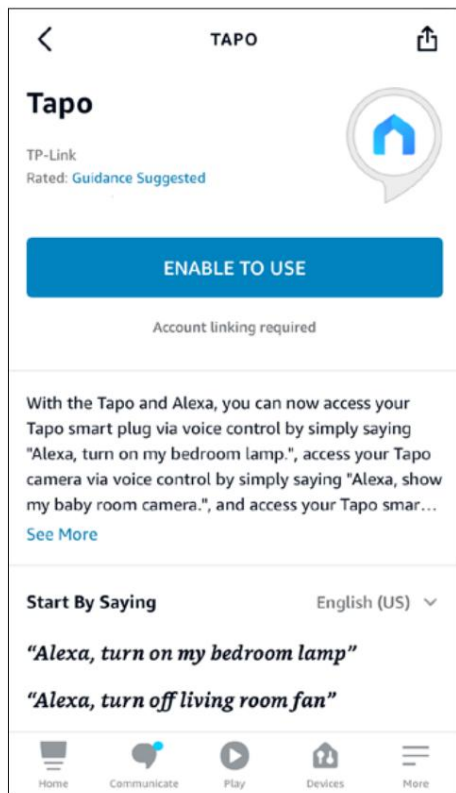 TAPO
Tapo
TP-Link
Rated: Guidance Suggested
ENABLE TO USE
Account linking required
With the Tapo and Alexa, you can now access your
Tapo smart plug via voice control by simply saying
"Alexa, turn on my bedroom lamp.", access your Tapo
camera via voice control by simply saying "Alexa, show
my baby room camera.", and access your Tapo smar...
See More
Start By Saying
English (US)
“Alexa, turn on my bedroom lamp”
“Alexa, turn off living room fan”
Home
Communicate
Play
Devices
More